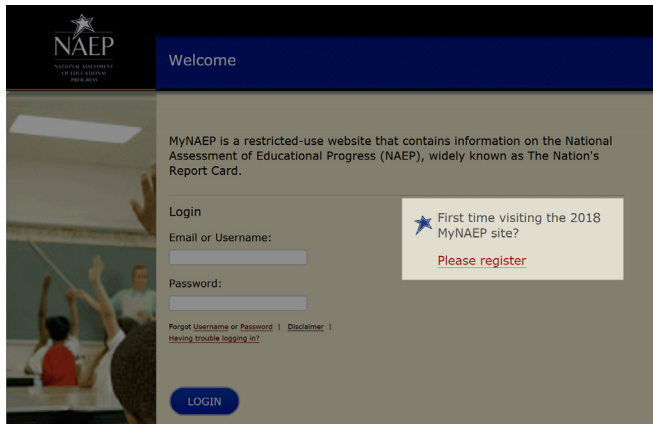 NAEP
NATIONAL ASSESSMENT
OF EDUCATIONAL
PROGRESS
Welcome
MyNAEP is a restricted-use website that contains information on the National
Assessment of Educational Progress (NAEP), widely known as The Nation's
Report Card.
Login
Email or Username:
Password:
Forgot Username or Password | Disclaimer |
Having trouble logging in?
LOGIN
First time visiting the 2018
MyNAEP site?
Please register